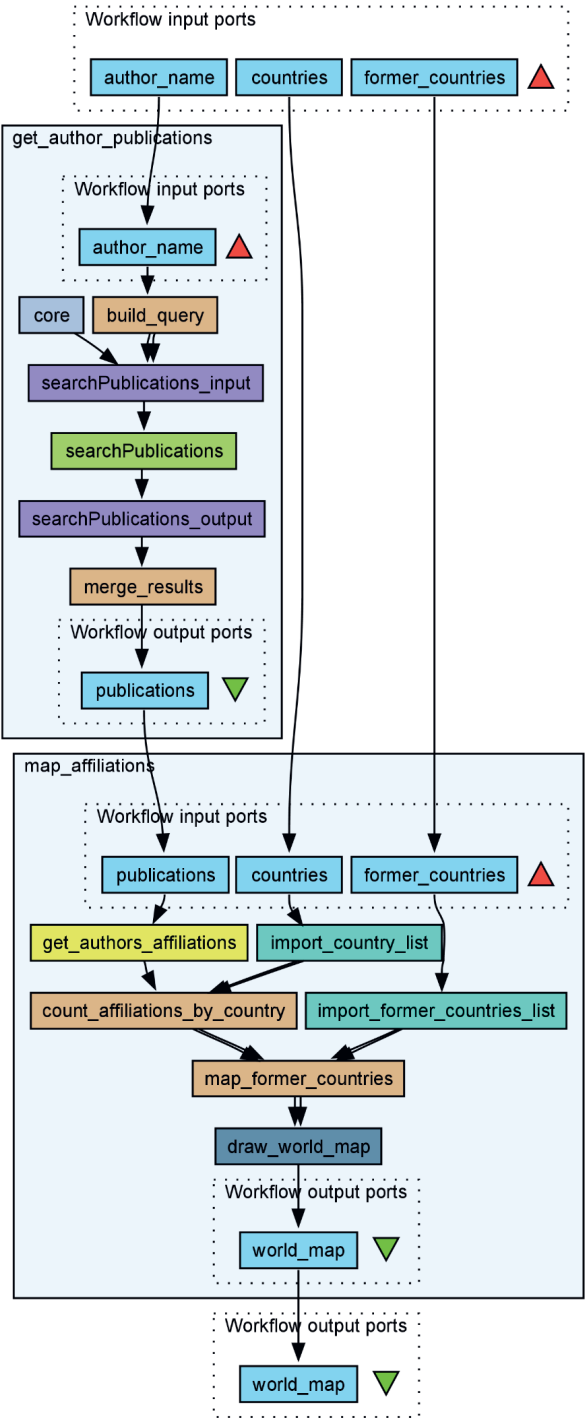 Workflow input ports
author_name
countries
former_countries
get_author_publications
Workflow input ports
author_name
core
build_query
searchPublications_input
searchPublications
searchPublications_output
merge_results
Workflow output ports
publications
map_affiliations
Workflow input ports
publications
countries
former_countries
get_authors_affiliations
import_country_list
count_affiliations_by_country
import_former_countries_list
map_former_countries
draw_world_map
Workflow output ports
world_map
Workflow output ports
world_map